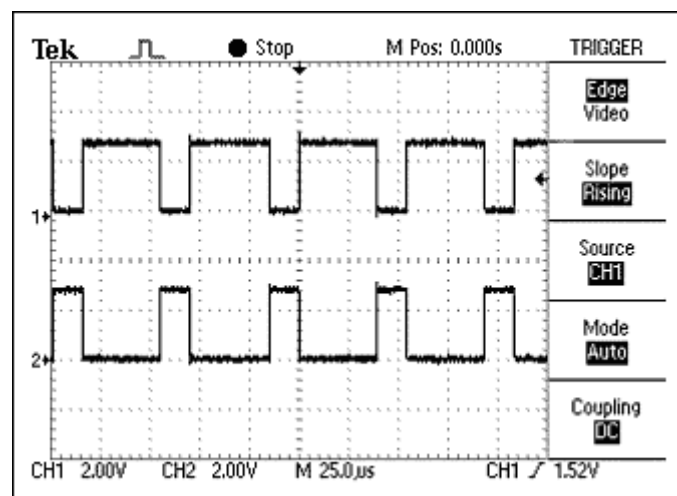 Tek Stop M Pos: 0.000s TRIGGER
Edge
Video
Slope
Rising
Source
CH1
Mode
Auto
Coupling
DC
1
2
CH1 2.00V CH2 2.00V M 25.0µs CH1 1.52V